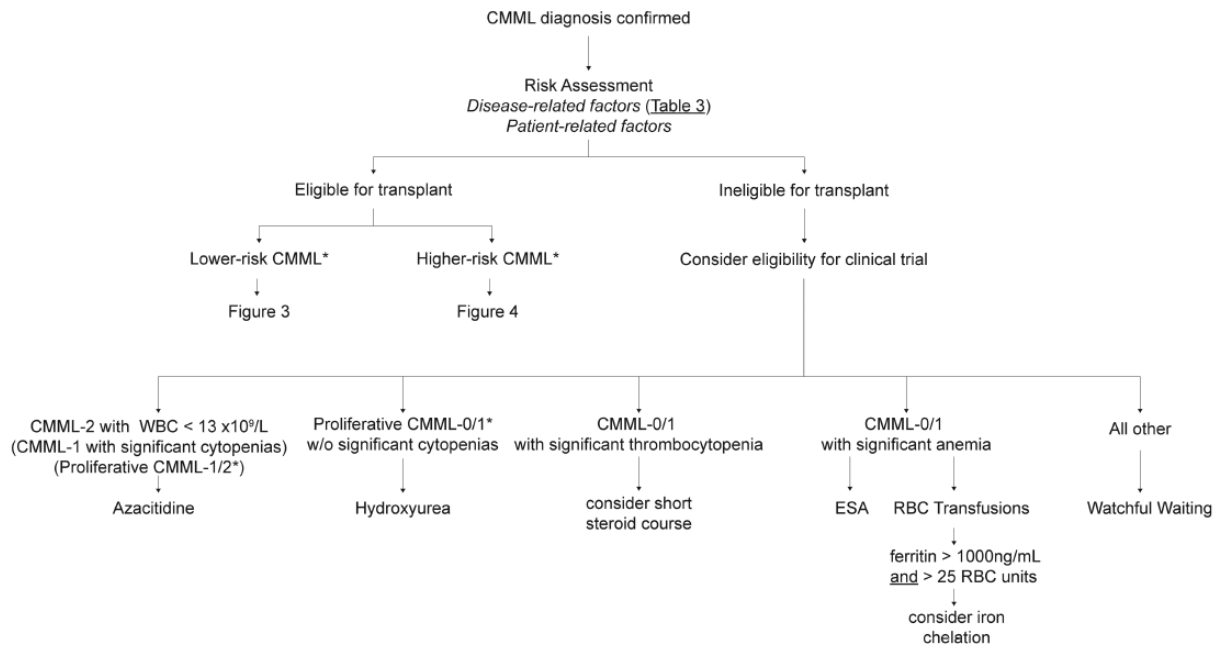 CMML diagnosis confirmed
Risk Assessment
Disease-related factors (Table 3)
Patient-related factors
Eligible for transplant
Ineligible for transplant
Lower-risk CMML*
Higher-risk CMML*
Consider eligibility for clinical trial
Figure 3
Figure 4
CMML-2 with WBC < 13 x10⁹/L
(CMML-1 with significant cytopenias)
(Proliferative CMML-1/2*)
Azacitidine
Proliferative CMML-0/1*
w/o significant cytopenias
Hydroxyurea
CMML-0/1
with significant thrombocytopenia
consider short
steroid course
CMML-0/1
with significant anemia
ESA
RBC Transfusions
ferritin > 1000ng/mL
and > 25 RBC units
consider iron
chelation
All other
Watchful Waiting